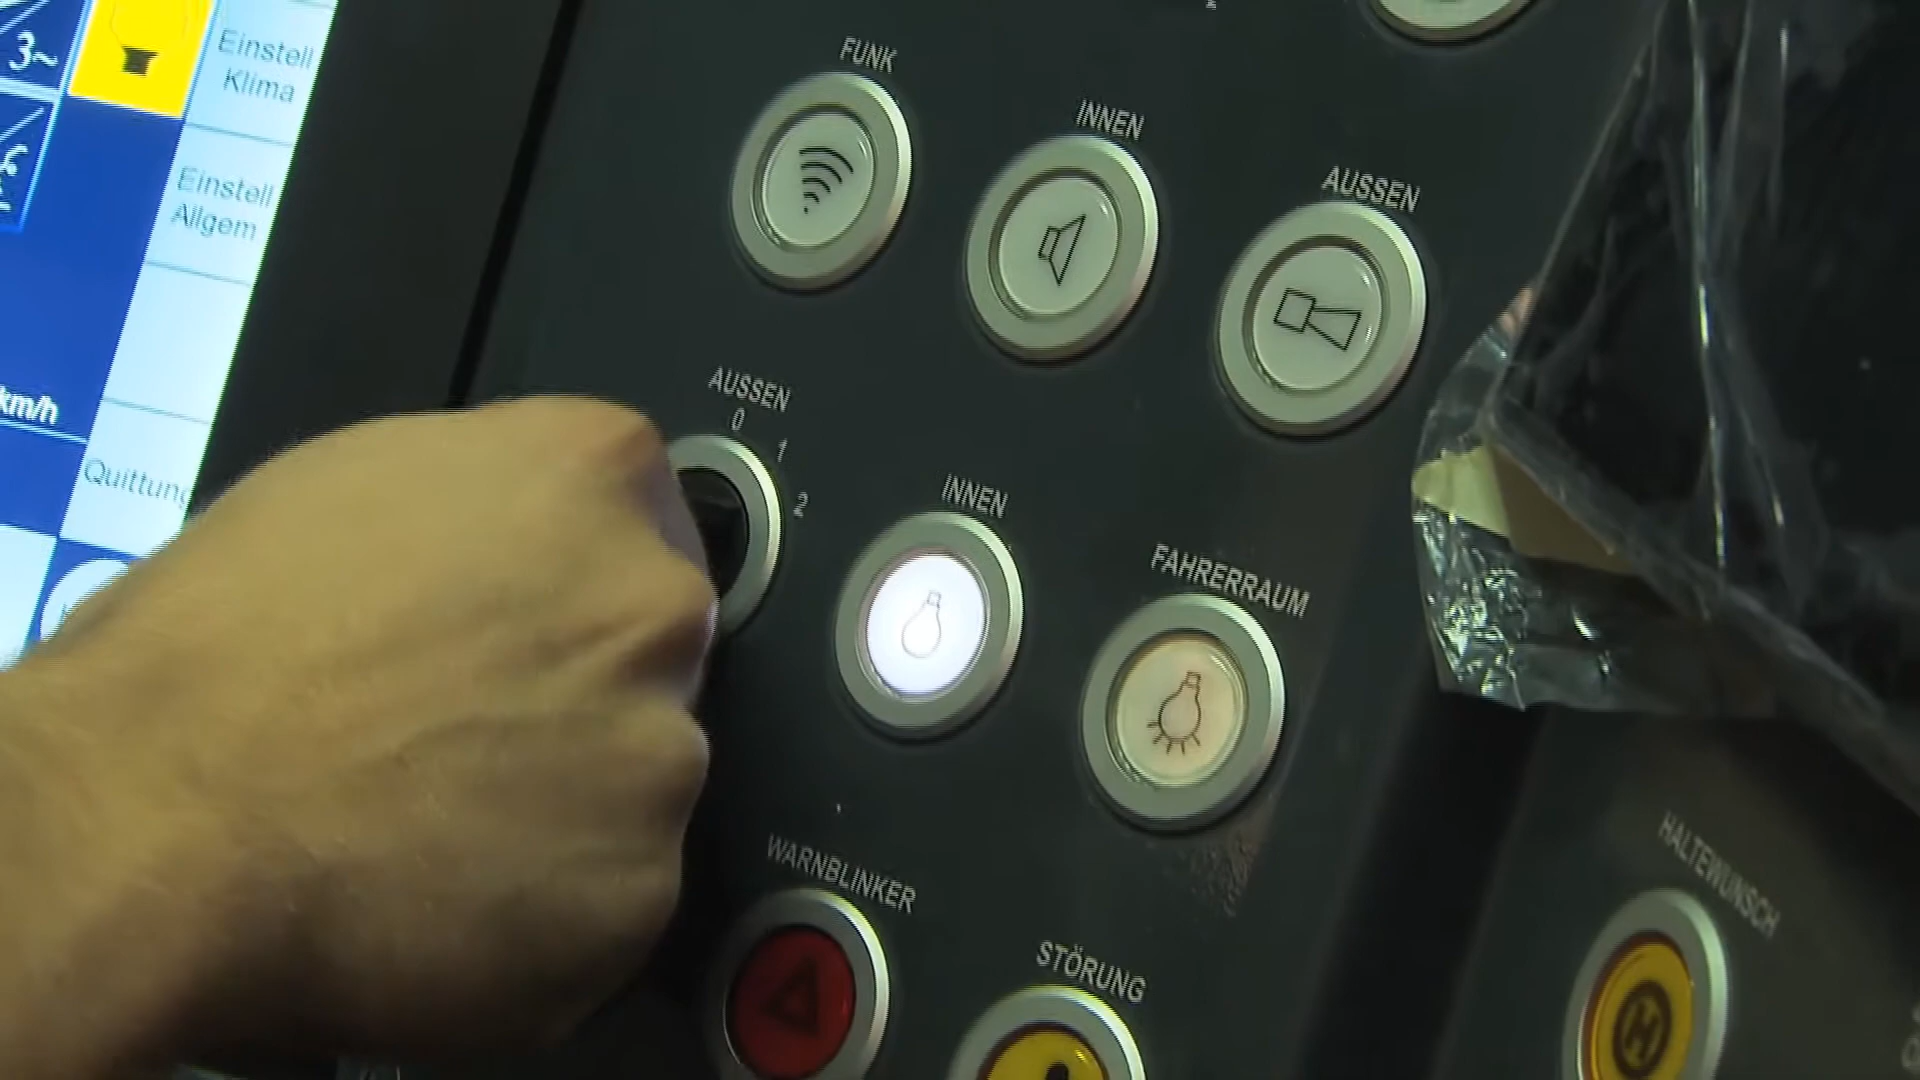 3~
Einstell
Klima
Einstell
Allgem
km/h
Quittung
FUNK
INNEN
AUSSEN
AUSSEN
0
1
2
INNEN
FAHRERRAUM
WARNBLINKER
STÖRUNG
HALTEWUNSCH
H